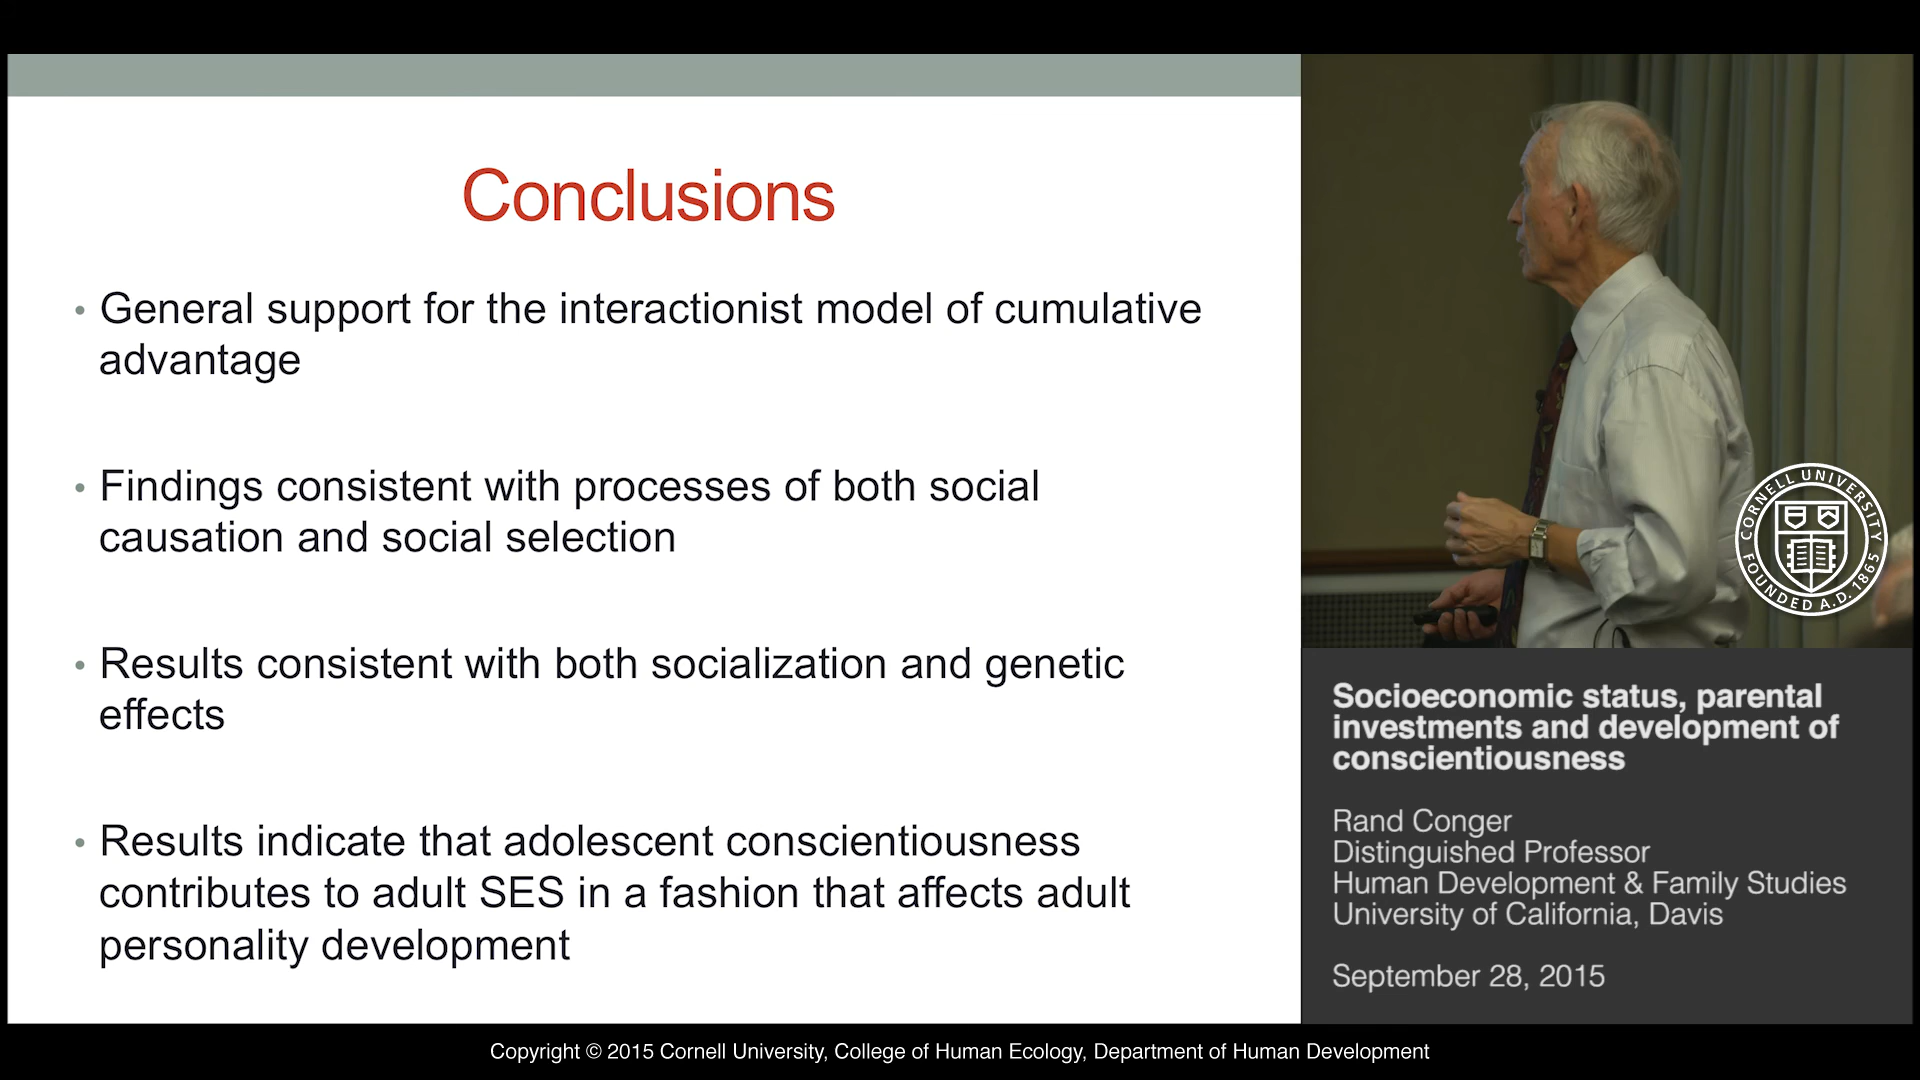 Conclusions
• General support for the interactionist model of cumulative
advantage
• Findings consistent with processes of both social
causation and social selection
• Results consistent with both socialization and genetic
effects
• Results indicate that adolescent conscientiousness
contributes to adult SES in a fashion that affects adult
personality development
CORNELL UNIVERSITY
FOUNDED A.D. 1865
Socioeconomic status, parental
investments and development of
conscientiousness
Rand Conger
Distinguished Professor
Human Development & Family Studies
University of California, Davis
September 28, 2015
Copyright © 2015 Cornell University, College of Human Ecology, Department of Human Development